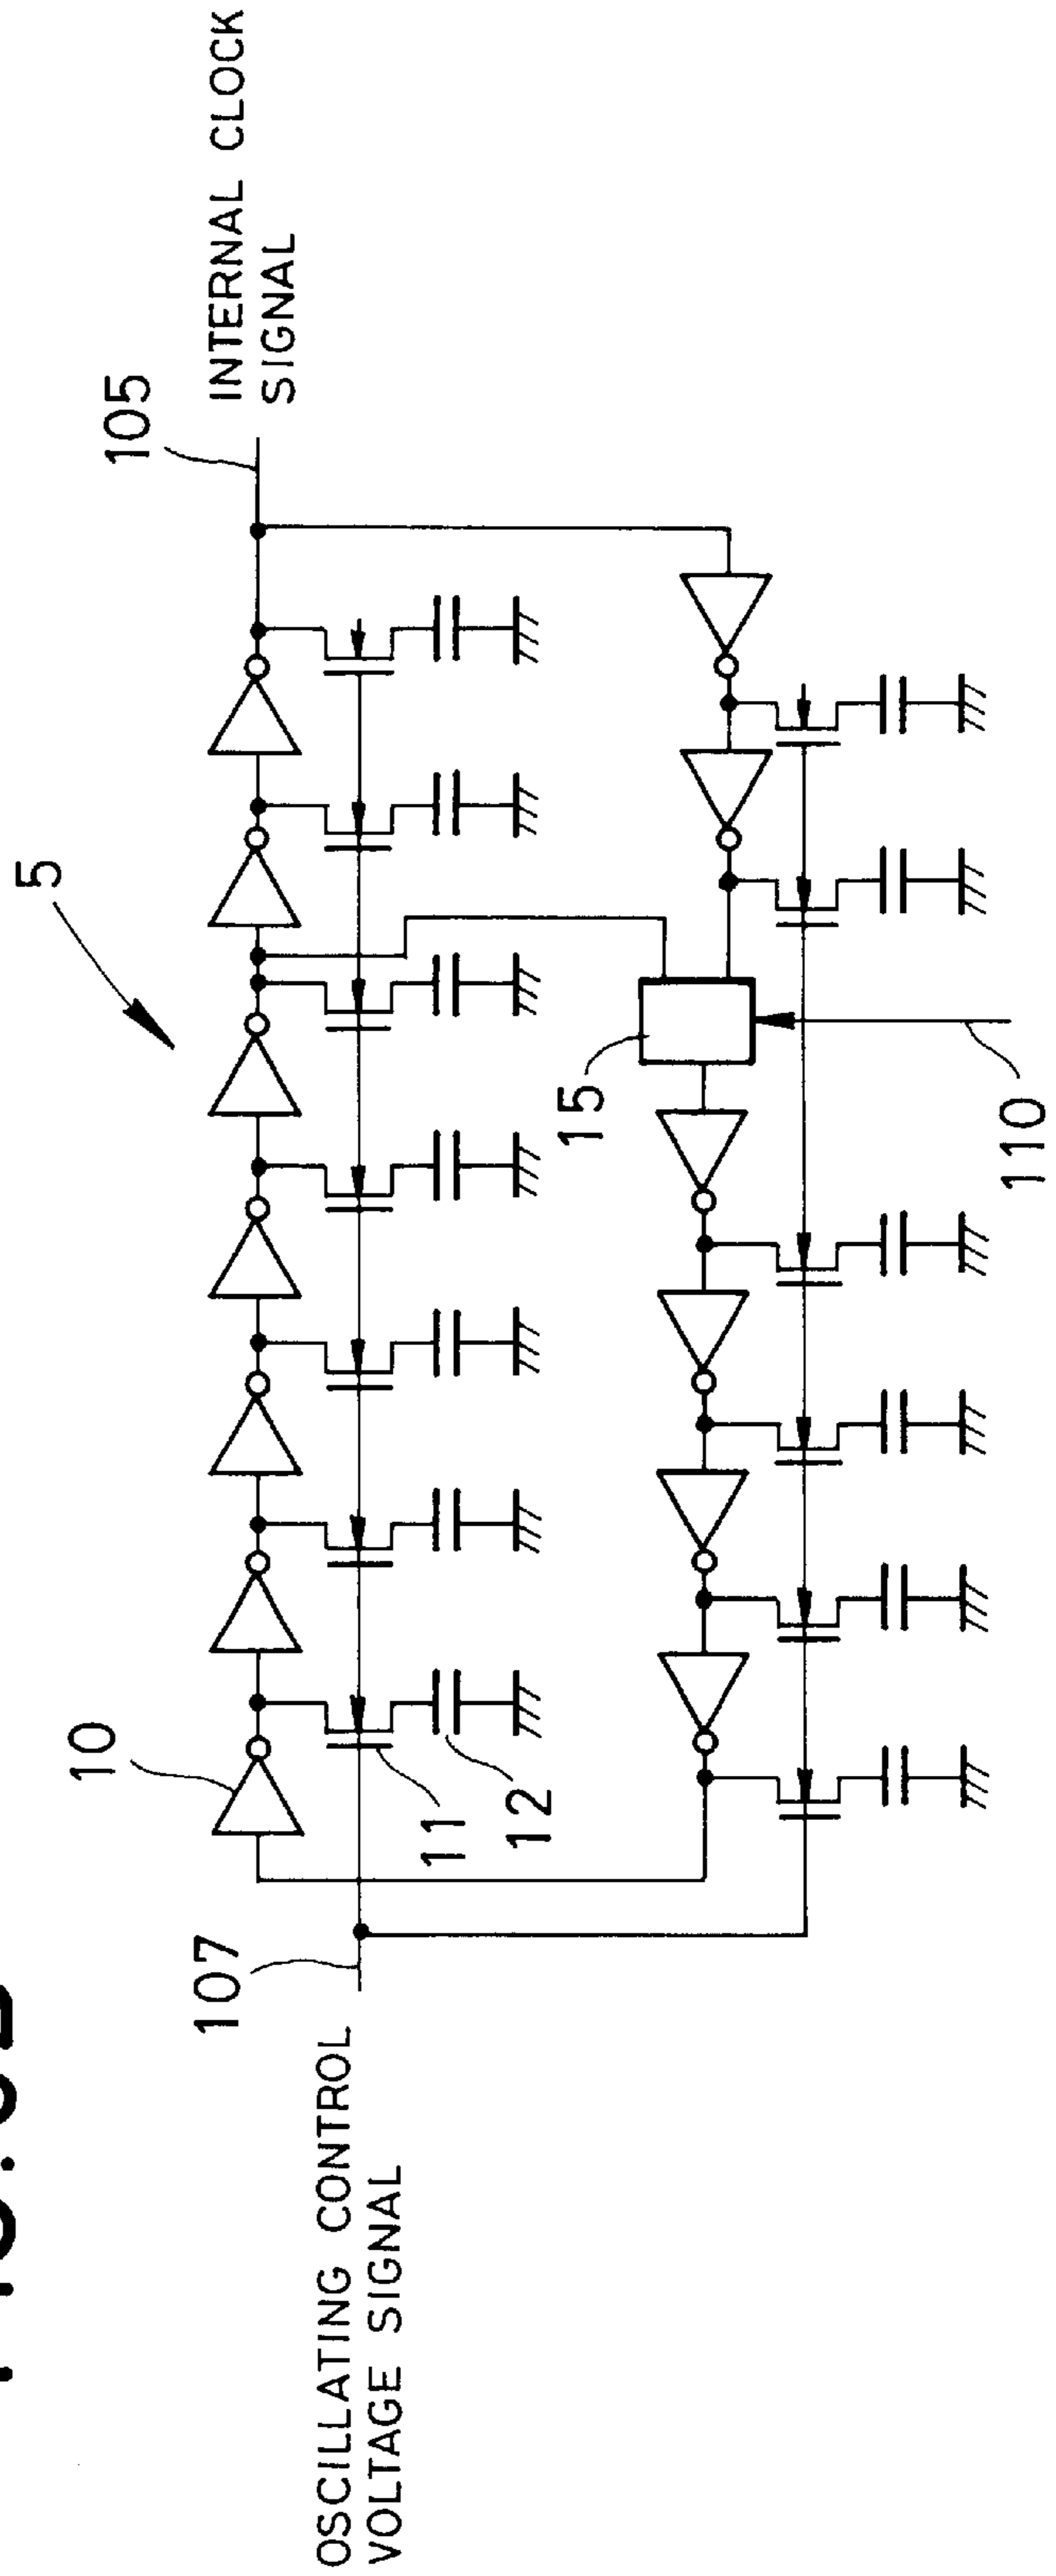 5
105
INTERNAL CLOCK
SIGNAL
10
11
12
107
OSCILLATING CONTROL
VOLTAGE SIGNAL
15
110